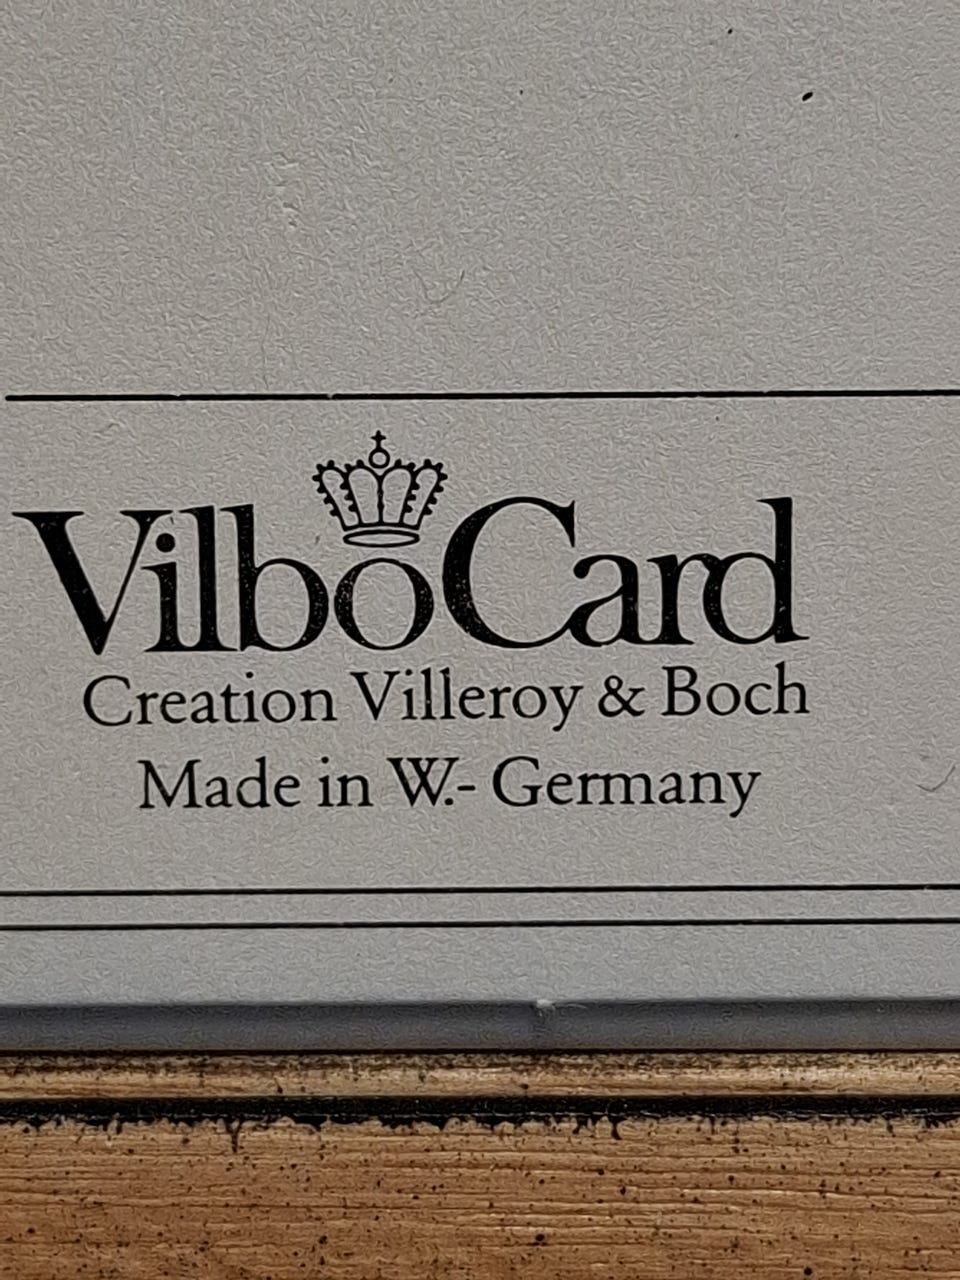 VilboCard
Creation Villeroy & Boch
Made in W.- Germany